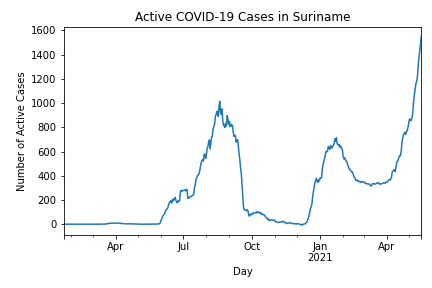 Active COVID-19 Cases in Suriname
Number of Active Cases
1600
1400
1200
1000
800
600
400
200
0
Apr
Jul
Oct
Jan
2021
Apr
Day